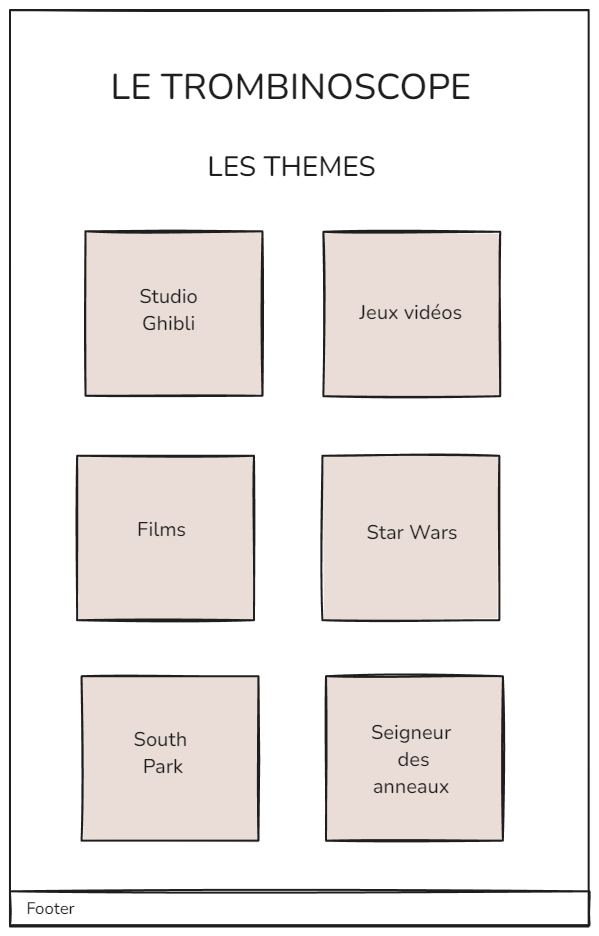 LE TROMBINOSCOPE
LES THEMES
Studio
Ghibli
Jeux vidéos
Films
Star Wars
South
Park
Seigneur
des
anneaux
Footer